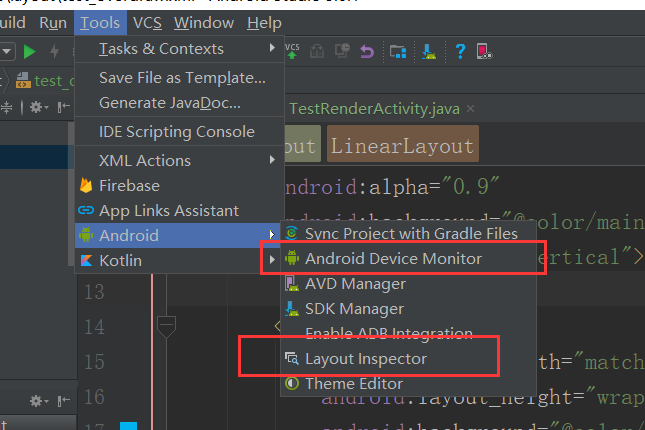 uild Run Tools VCS Window Help
Tasks & Contexts
Save File as Template...
Generate JavaDoc...
IDE Scripting Console
XML Actions
Firebase
App Links Assistant
Android
Kotlin
VCS
TestRenderActivity.java
out LinearLayout
ndroid:alpha="0.9"
ndroid:background="@color/main
ertical">
Sync Project with Gradle Files
Android Device Monitor
AVD Manager
SDK Manager
Enable ADB Integration
Layout Inspector
Theme Editor
13
14
15
th="match
16
android:layout_height="wrap
17
android:background="@color/